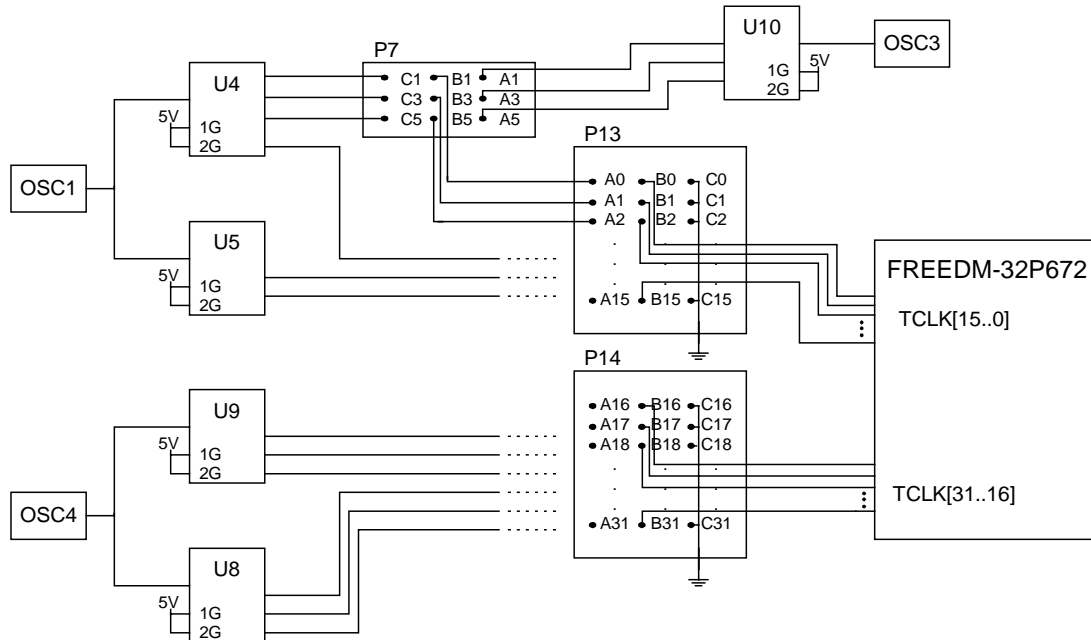 U10
OSC3
5V
1G
2G
P7
C1 B1 A1
C3 B3 A3
C5 B5 A5
U4
5V
1G
2G
OSC1
P13
A0 B0 C0
A1 B1 C1
A2 B2 C2
A15 B15 C15
U5
5V
1G
2G
FREEDM-32P672
TCLK[15..0]
P14
A16 B16 C16
A17 B17 C17
A18 B18 C18
A31 B31 C31
TCLK[31..16]
U9
5V
1G
2G
OSC4
U8
5V
1G
2G